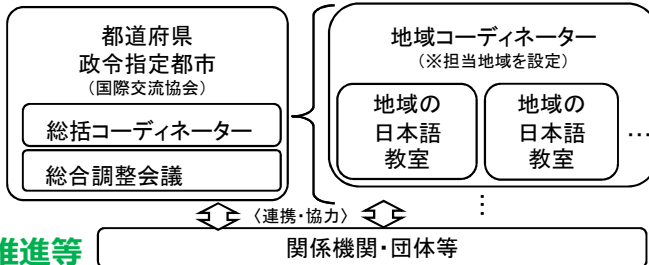 都道府県
政令指定都市
（国際交流協会）
総括コーディネーター
総合調整会議
地域コーディネーター
（※担当地域を設定）
地域の
日本語
教室
地域の
日本語
教室
…
…
〈連携・協力〉
推進等
関係機関・団体等